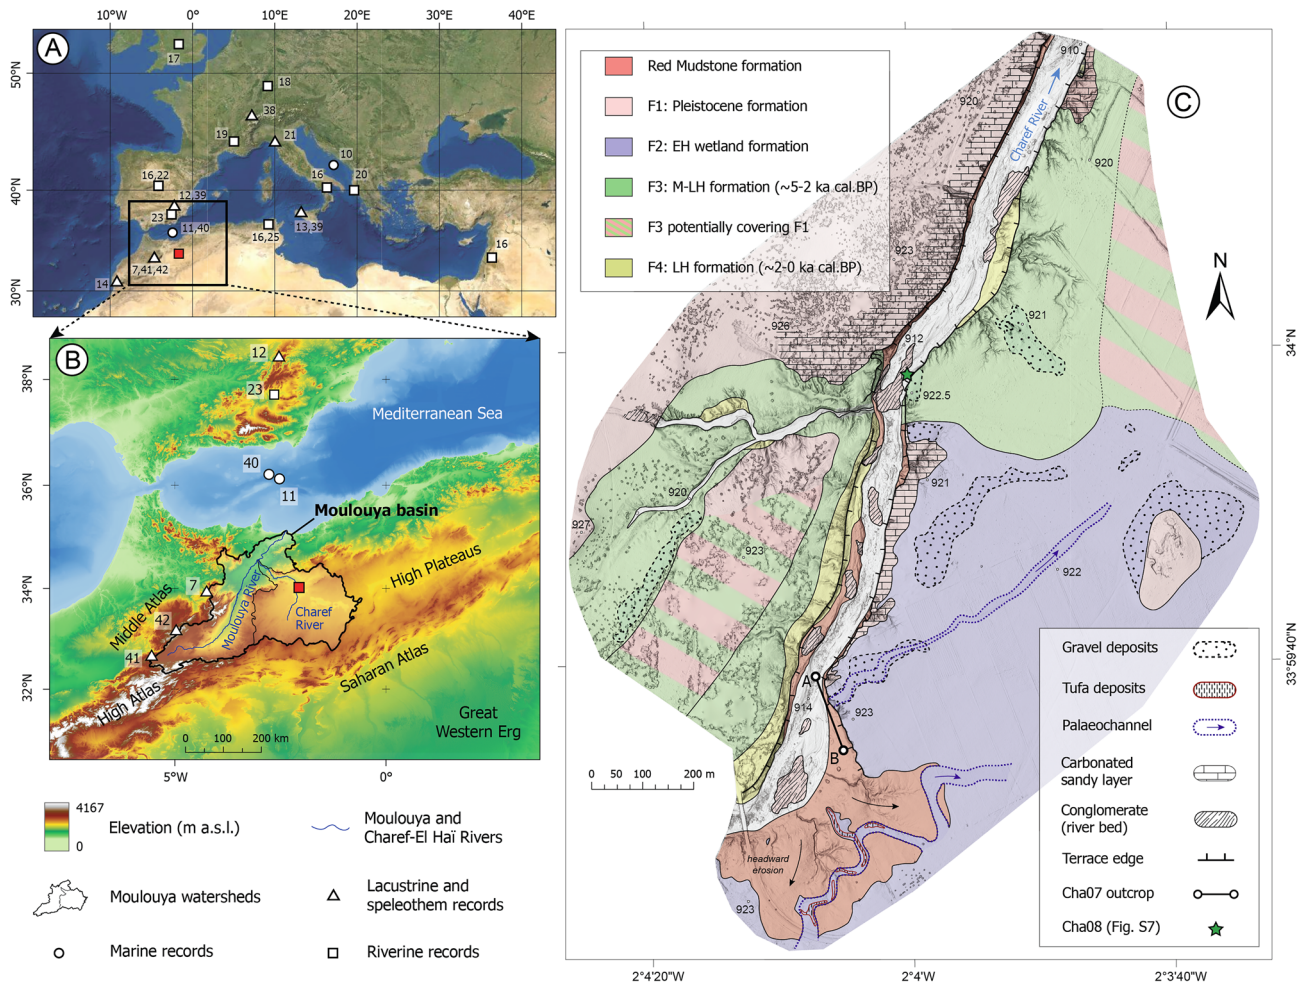 10°W 0° 10°E 20°E 30°E 40°E
A
50°N
40°N
30°N
17
18
38
19
21
10
16,22
12,39
16
20
23
11,40
16,25
13,39
16
7,41,42
14
B
38°N
36°N
34°N
32°N
12
23
Mediterranean Sea
40
11
Moulouya basin
High Plateaus
7
Middle Atlas
Moulouya River
Charef
River
42
41
Saharan Atlas
High Atlas
Great
Western Erg
0 100 200 km
5°W 0°
4167
0
Elevation (m a.s.l.)
Moulouya and
Charef-El Haï Rivers
Moulouya watersheds
Lacustrine and
speleothem records
Marine records
Riverine records
Red Mudstone formation
F1: Pleistocene formation
F2: EH wetland formation
F3: M-LH formation (~5-2 ka cal.BP)
F3 potentially covering F1
F4: LH formation (~2-0 ka cal.BP)
C
910
920
Charef River
920
923
N
921
926
912
34°N
922.5
921
920
927
923
922
33°59'40"N
A
914
923
B
0 50 100 200 m
headward
erosion
923
Gravel deposits
Tufa deposits
Palaeochannel
Carbonated
sandy layer
Conglomerate
(river bed)
Terrace edge
Cha07 outcrop
Cha08 (Fig. S7)
2°4'20"W 2°4'W 2°3'40"W